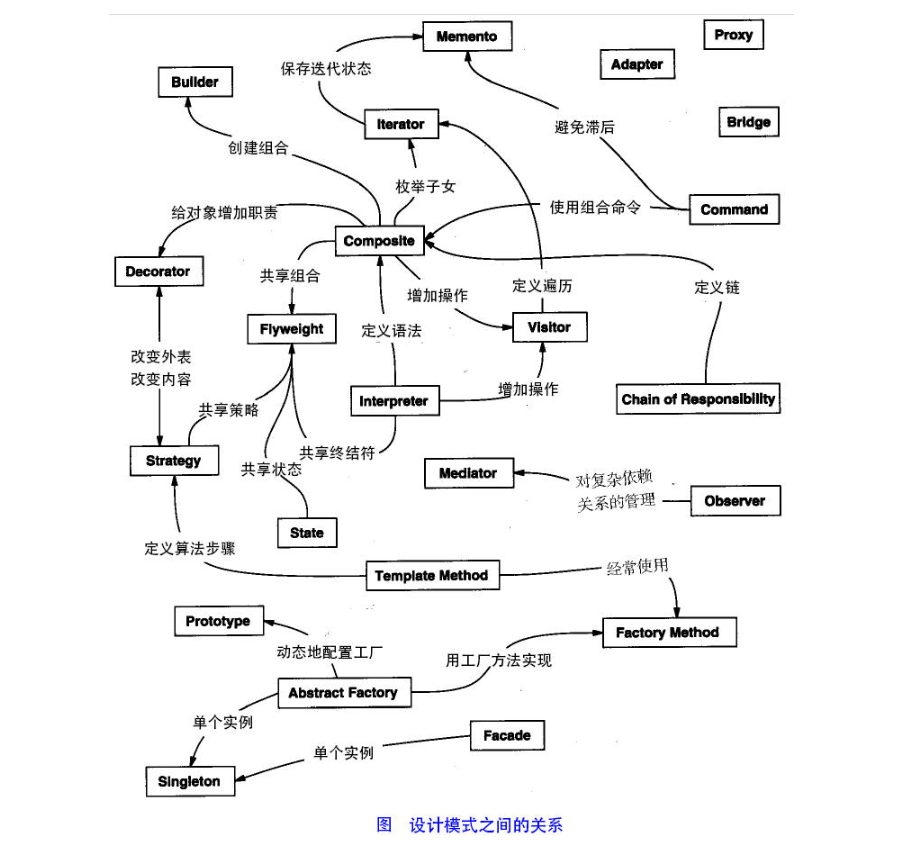 Memento
Proxy
Adapter
保存迭代状态
Builder
Iterator
避免滞后
Bridge
创建组合
枚举子女
给对象增加职责
使用组合命令
Command
Composite
Decorator
共享组合
增加操作
定义遍历
定义链
Flyweight
定义语法
Visitor
改变外表
改变内容
增加操作
Interpreter
Chain of Responsibility
共享策略
共享终结符
Strategy
共享状态
Mediator
对复杂依赖
关系的管理
Observer
State
定义算法步骤
Template Method
经常使用
Prototype
Factory Method
动态地配置工厂
用工厂方法实现
Abstract Factory
单个实例
Facade
单个实例
Singleton
图 设计模式之间的关系